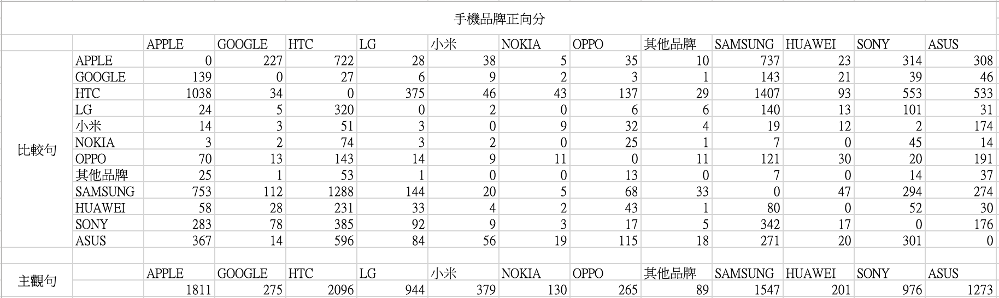 手機品牌正向分
APPLE GOOGLE HTC LG 小米 NOKIA OPPO 其他品牌 SAMSUNG HUAWEI SONY ASUS
比較句
APPLE 0 227 722 28 38 5 35 10 737 23 314 308
GOOGLE 139 0 27 6 9 2 3 1 143 21 39 46
HTC 1038 34 0 375 46 43 137 29 1407 93 553 533
LG 24 5 320 0 2 0 6 6 140 13 101 31
小米 14 3 51 3 0 9 32 4 19 12 2 174
NOKIA 3 2 74 3 2 0 25 1 7 0 45 14
OPPO 70 13 143 14 9 11 0 11 121 30 20 191
其他品牌 25 1 53 1 0 0 13 0 7 0 14 37
SAMSUNG 753 112 1288 144 20 5 68 33 0 47 294 274
HUAWEI 58 28 231 33 4 2 43 1 80 0 52 30
SONY 283 78 385 92 9 3 17 5 342 17 0 176
ASUS 367 14 596 84 56 19 115 18 271 20 301 0
主觀句
APPLE GOOGLE HTC LG 小米 NOKIA OPPO 其他品牌 SAMSUNG HUAWEI SONY ASUS
1811 275 2096 944 379 130 265 89 1547 201 976 1273